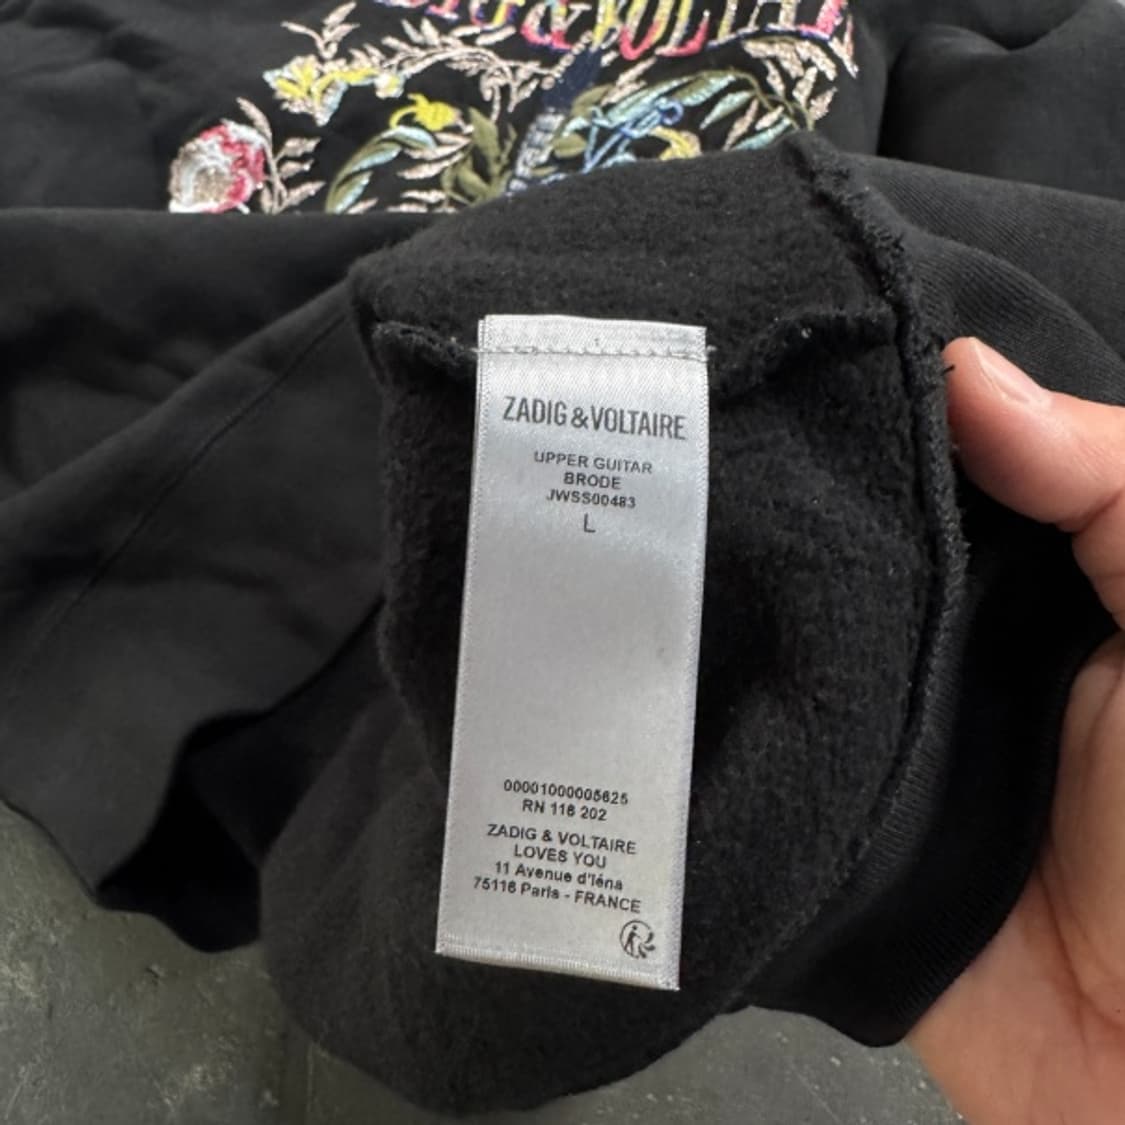 &VOLTA
ZADIG&VOLTAIRE
UPPER GUITAR
BRODE
JWSS00483
L
00001000005625
RN 116 202
ZADIG & VOLTAIRE
LOVES YOU
11 Avenue d'Iéna
75116 Paris - FRANCE